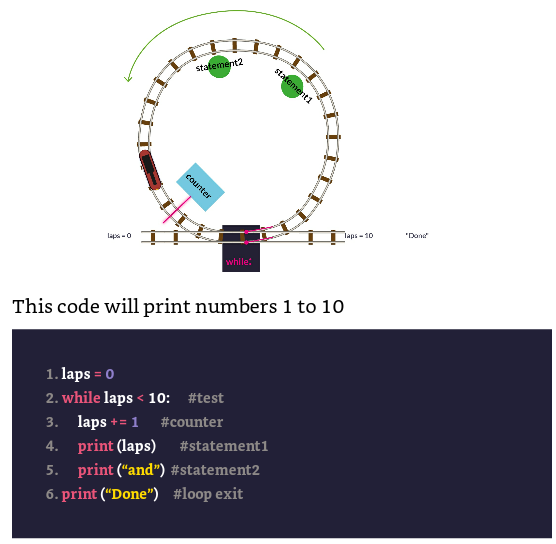 statement2
statement1
counter
laps = 0
laps = 10
"Done"
while:
This code will print numbers 1 to 10
1. laps = 0
2. while laps < 10: #test
3. laps += 1 #counter
4. print (laps) #statement1
5. print (“and”) #statement2
6. print (“Done”) #loop exit